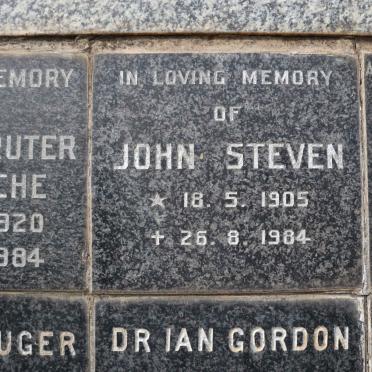 EMORY
UTER
CHE
920
984
IN LOVING MEMORY
OF
JOHN STEVEN
★ 18. 5. 1905
+ 26. 8. 1984
UGER
DR IAN GORDON